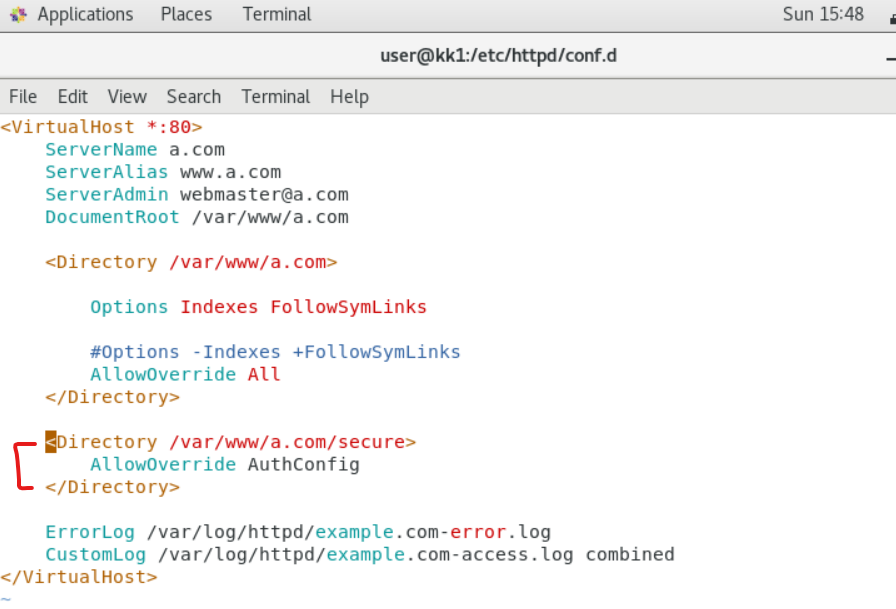 Applications Places Terminal Sun 15:48
user@kk1:/etc/httpd/conf.d
File Edit View Search Terminal Help
<VirtualHost *:80>
    ServerName a.com
    ServerAlias www.a.com
    ServerAdmin webmaster@a.com
    DocumentRoot /var/www/a.com
    <Directory /var/www/a.com>
        Options Indexes FollowSymLinks
        #Options -Indexes +FollowSymLinks
        AllowOverride All
    </Directory>
    <Directory /var/www/a.com/secure>
        AllowOverride AuthConfig
    </Directory>
    ErrorLog /var/log/httpd/example.com-error.log
    CustomLog /var/log/httpd/example.com-access.log combined
</VirtualHost>
~